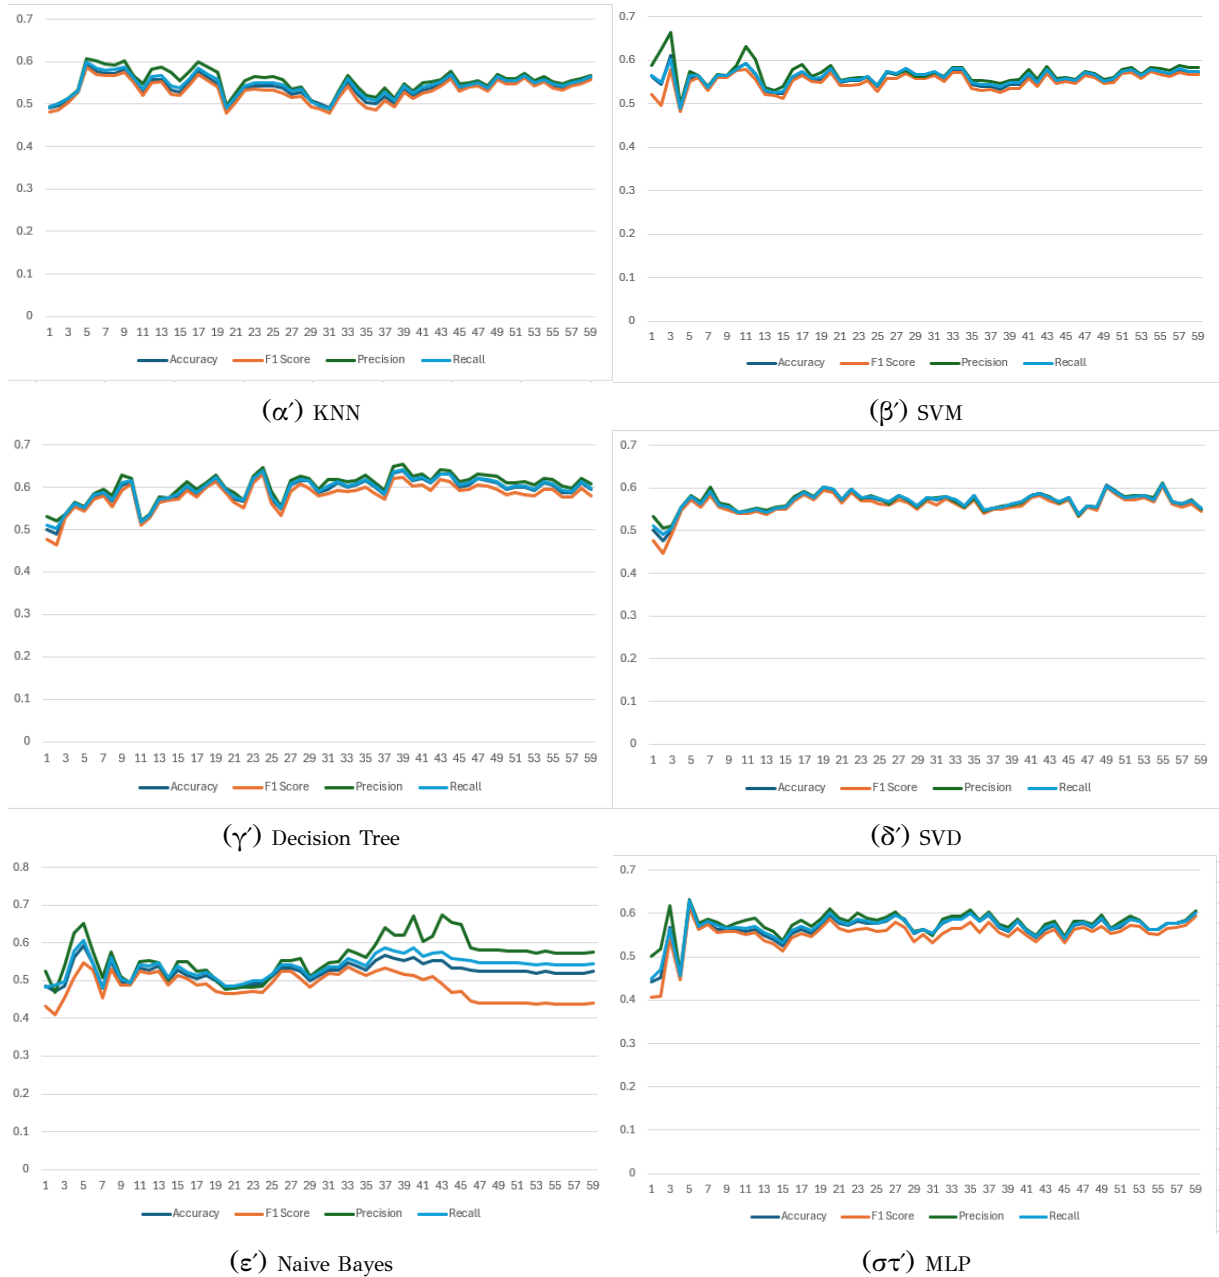 0.7
0.6
0.5
0.4
0.3
0.2
0.1
0
1 3 5 7 9 11 13 15 17 19 21 23 25 27 29 31 33 35 37 39 41 43 45 47 49 51 53 55 57 59
Accuracy F1 Score Precision Recall
(α′) KNN
0.7
0.6
0.5
0.4
0.3
0.2
0.1
0
1 3 5 7 9 11 13 15 17 19 21 23 25 27 29 31 33 35 37 39 41 43 45 47 49 51 53 55 57 59
Accuracy F1 Score Precision Recall
(β′) SVM
0.7
0.6
0.5
0.4
0.3
0.2
0.1
0
1 3 5 7 9 11 13 15 17 19 21 23 25 27 29 31 33 35 37 39 41 43 45 47 49 51 53 55 57 59
Accuracy F1 Score Precision Recall
(γ′) Decision Tree
0.7
0.6
0.5
0.4
0.3
0.2
0.1
0
1 3 5 7 9 11 13 15 17 19 21 23 25 27 29 31 33 35 37 39 41 43 45 47 49 51 53 55 57 59
Accuracy F1 Score Precision Recall
(δ′) SVD
0.8
0.7
0.6
0.5
0.4
0.3
0.2
0.1
0
1 3 5 7 9 11 13 15 17 19 21 23 25 27 29 31 33 35 37 39 41 43 45 47 49 51 53 55 57 59
Accuracy F1 Score Precision Recall
(ε′) Naive Bayes
0.7
0.6
0.5
0.4
0.3
0.2
0.1
0
1 3 5 7 9 11 13 15 17 19 21 23 25 27 29 31 33 35 37 39 41 43 45 47 49 51 53 55 57 59
Accuracy F1 Score Precision Recall
(στ′) MLP